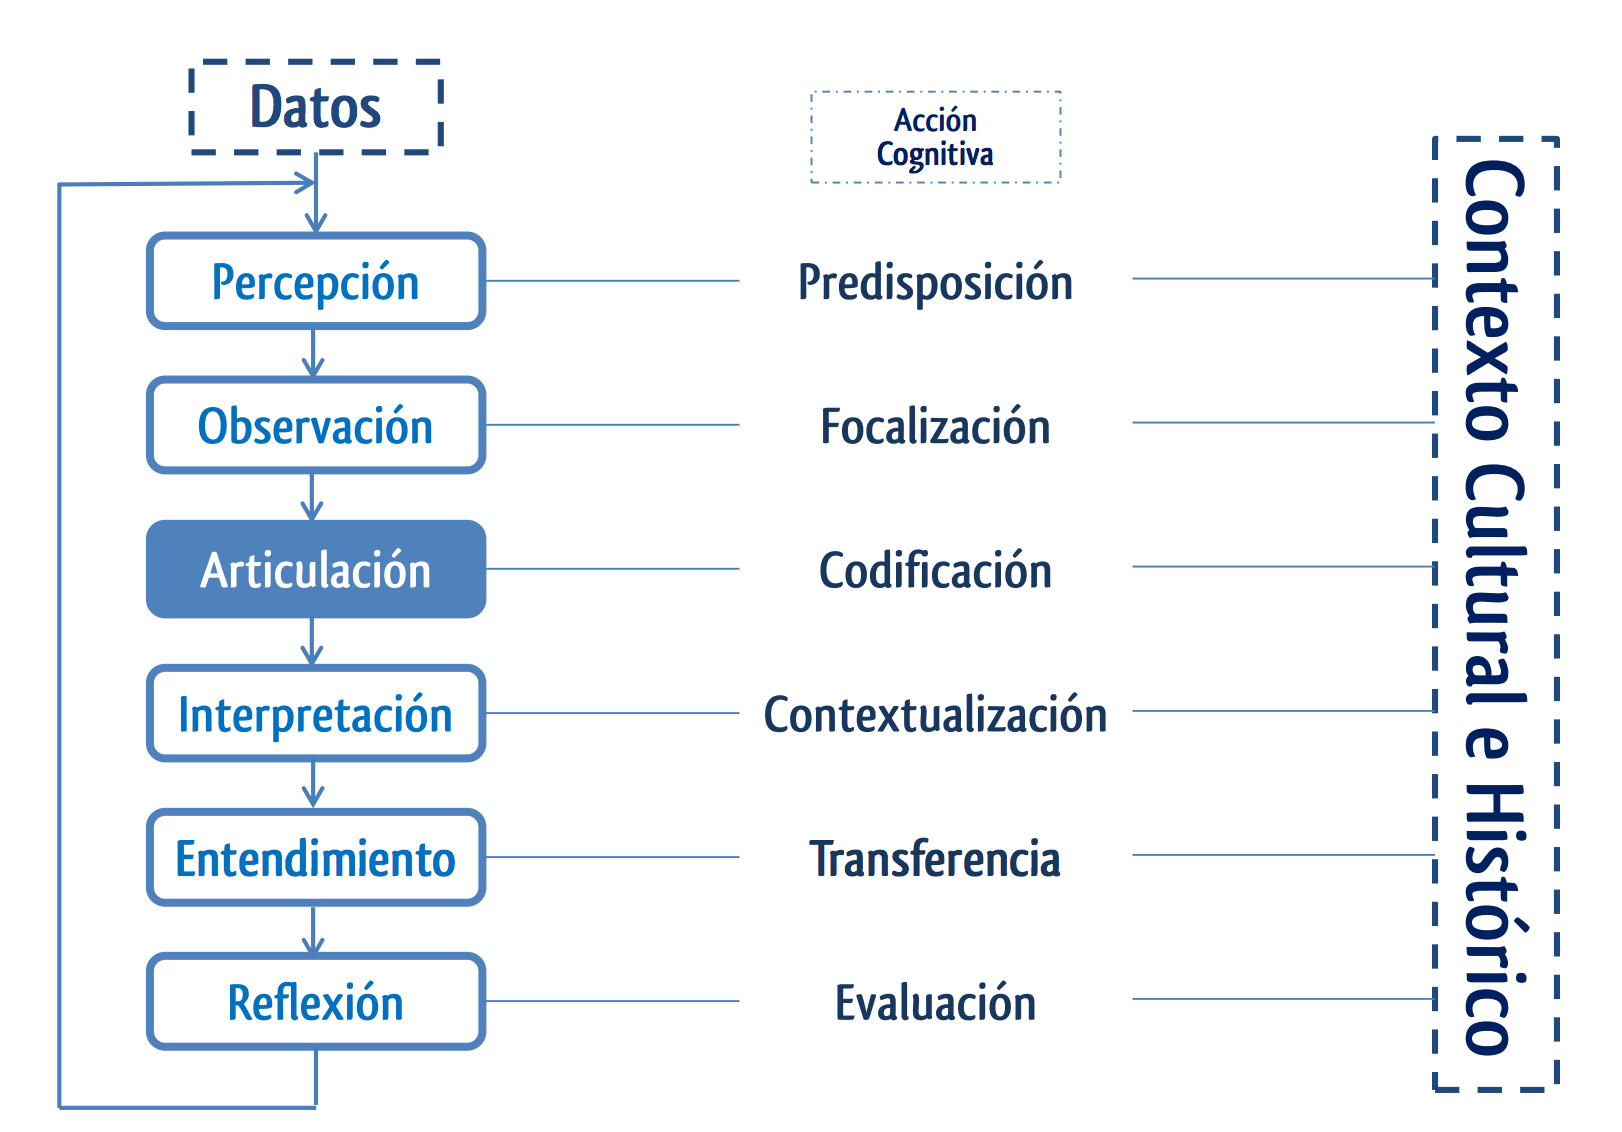 Datos
Acción
Cognitiva
Percepción
Predisposición
Observación
Focalización
Articulación
Codificación
Interpretación
Contextualización
Entendimiento
Transferencia
Reflexión
Evaluación
Contexto Cultural e Histórico